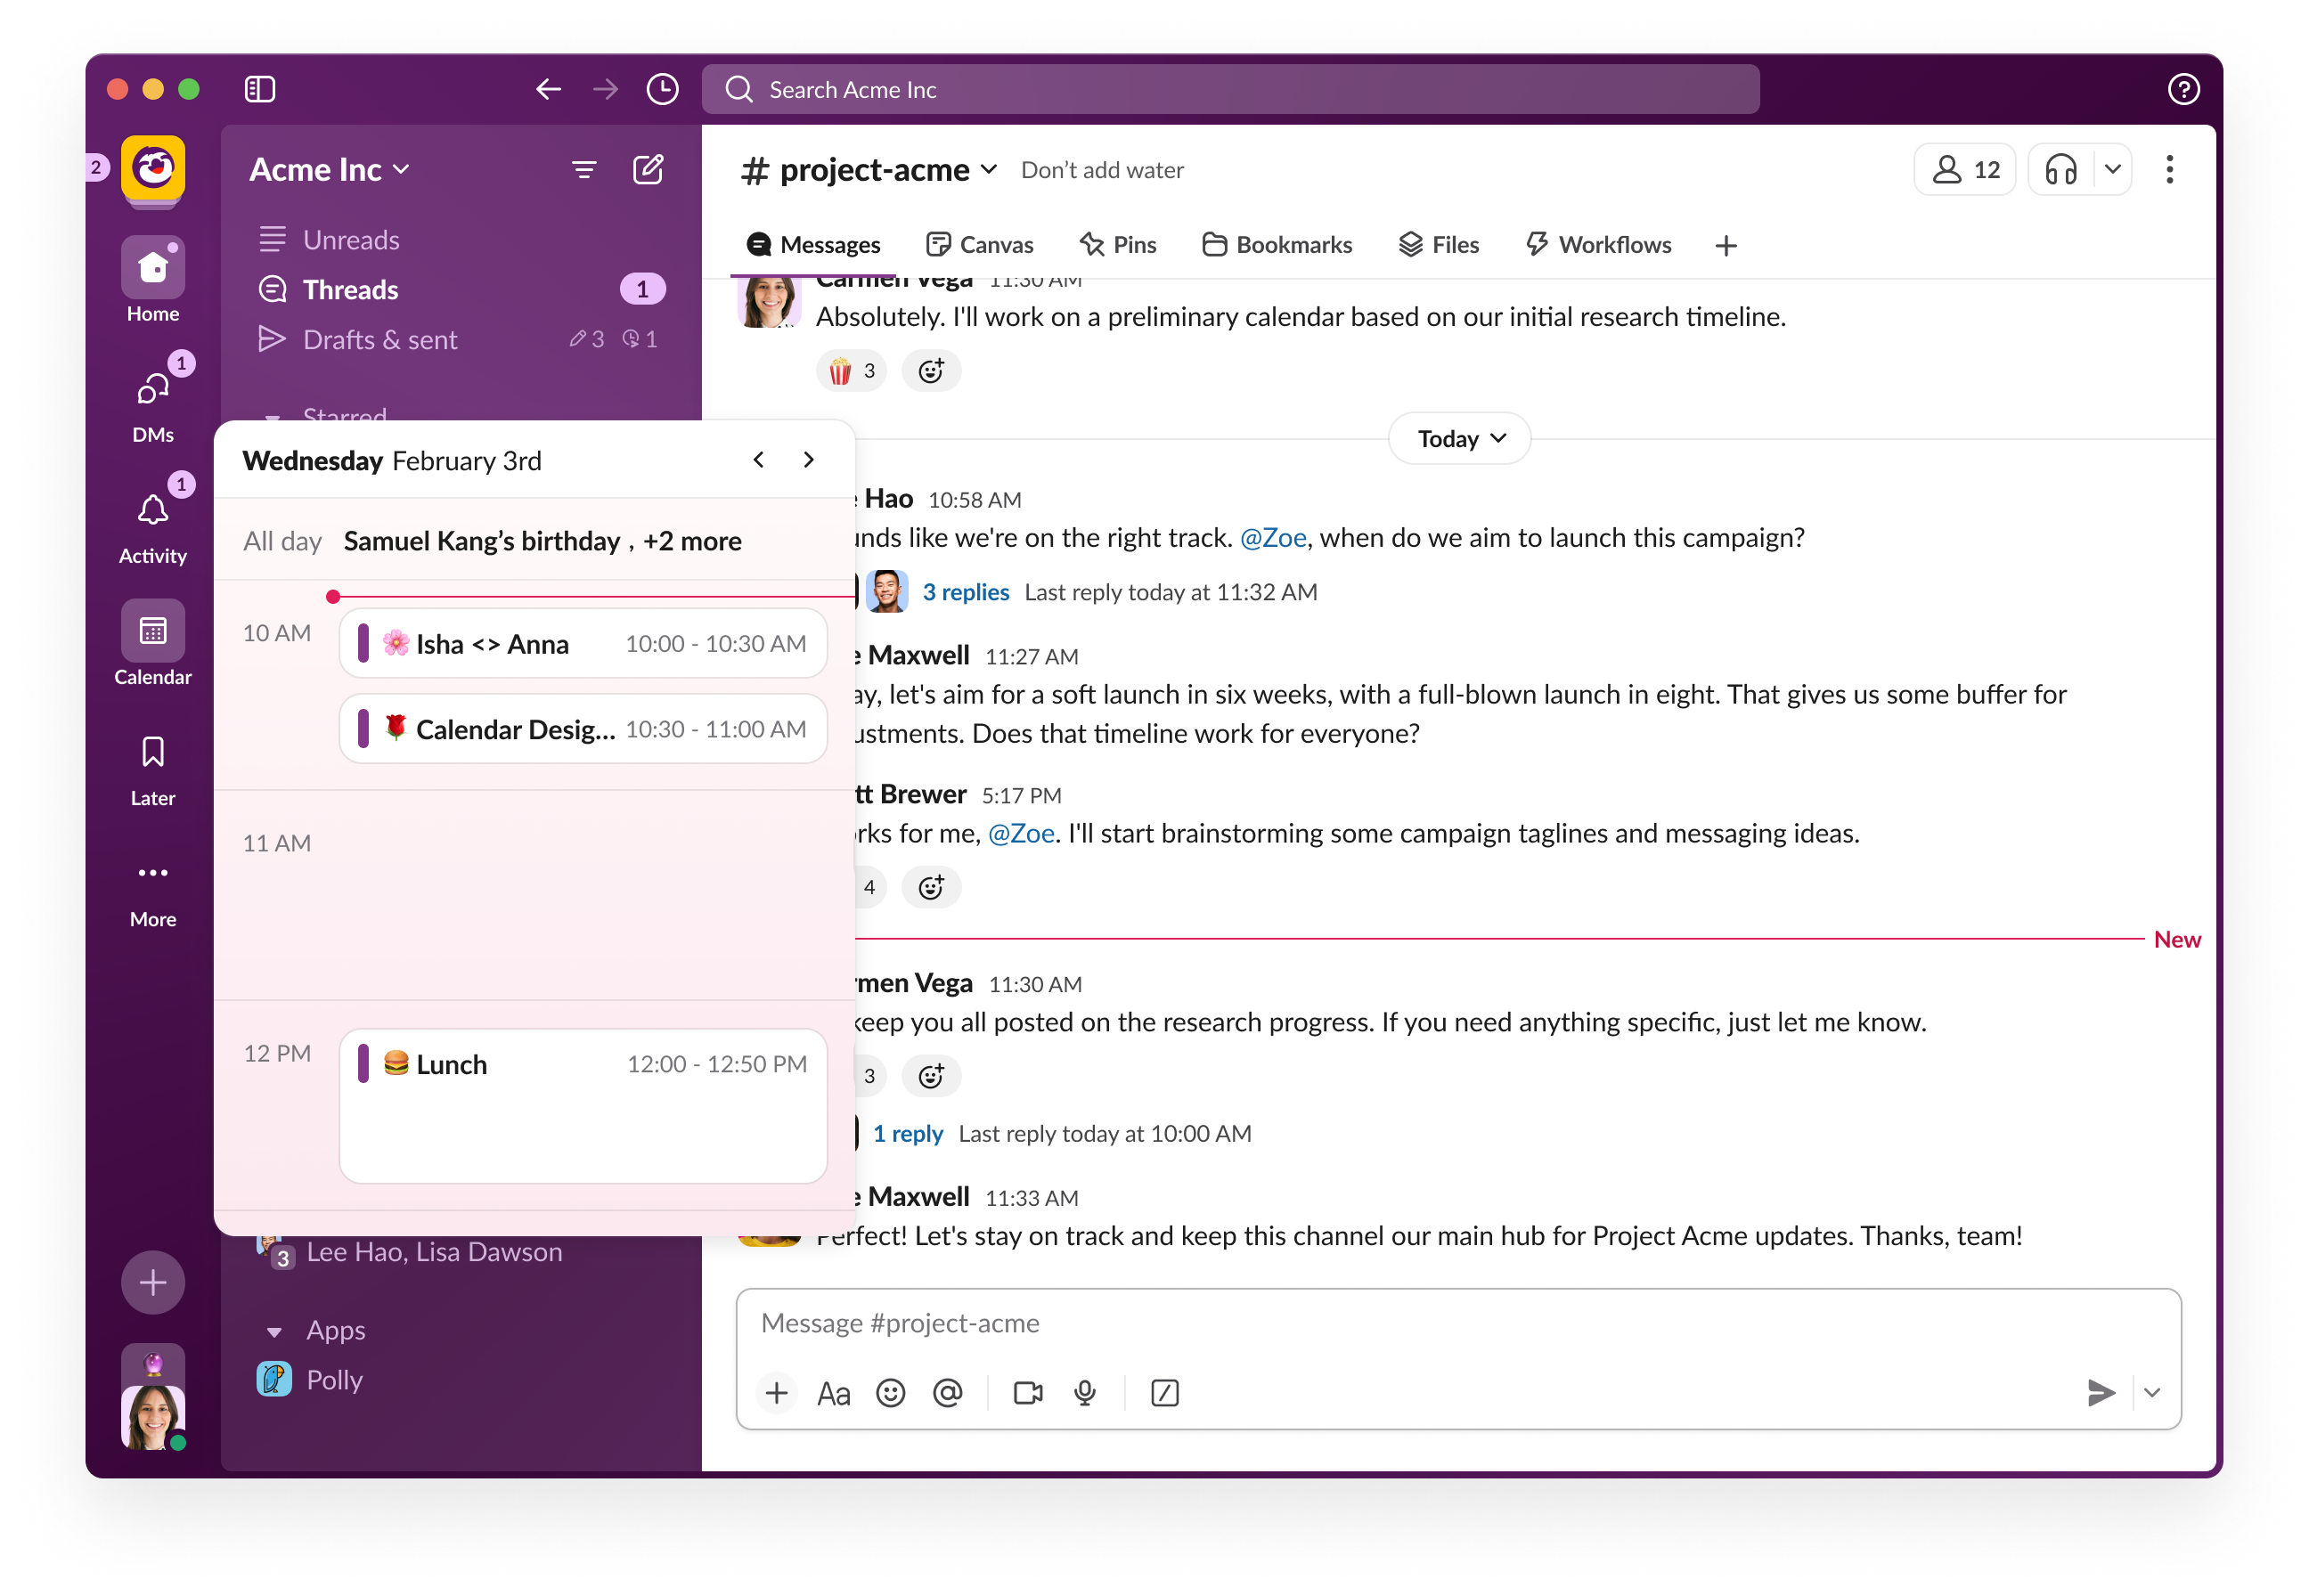 Search Acme Inc
2
Home
1
DMs
1
Activity
Calendar
Later
More
Acme Inc
Unreads
Threads 1
Drafts & sent 3 1
Starred
Wednesday February 3rd
All day Samuel Kang’s birthday , +2 more
10 AM
Isha <> Anna 10:00 - 10:30 AM
Calendar Desig... 10:30 - 11:00 AM
11 AM
12 PM
Lunch 12:00 - 12:50 PM
3 Lee Hao, Lisa Dawson
Apps
Polly
# project-acme Don’t add water
12
Messages Canvas Pins Bookmarks Files Workflows
Carmen Vega 11:30 AM
Absolutely. I'll work on a preliminary calendar based on our initial research timeline.
3
Today
Hao 10:58 AM
like we're on the right track. @Zoe, when do we aim to launch this campaign?
3 replies Last reply today at 11:32 AM
Maxwell 11:27 AM
let's aim for a soft launch in six weeks, with a full-blown launch in eight. That gives us some buffer for
Does that timeline work for everyone?
Brewer 5:17 PM
for me, @Zoe. I'll start brainstorming some campaign taglines and messaging ideas.
4
New
Vega 11:30 AM
keep you all posted on the research progress. If you need anything specific, just let me know.
3
1 reply Last reply today at 10:00 AM
Maxwell 11:33 AM
Perfect! Let's stay on track and keep this channel our main hub for Project Acme updates. Thanks, team!
Message #project-acme
Aa